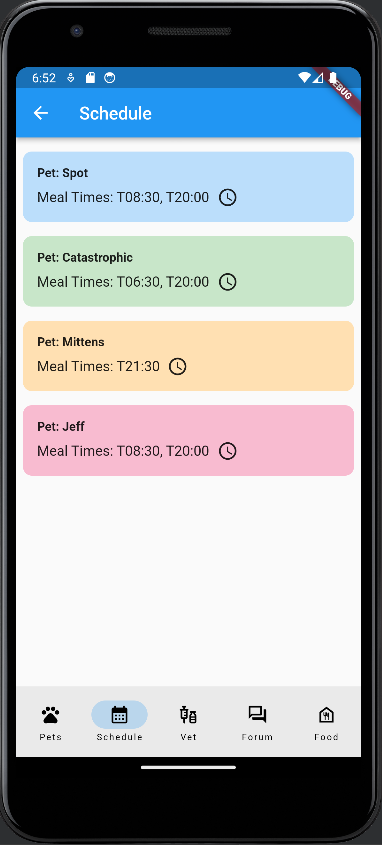 6:52
DEBUG
Schedule
Pet: Spot
Meal Times: T08:30, T20:00
Pet: Catastrophic
Meal Times: T06:30, T20:00
Pet: Mittens
Meal Times: T21:30
Pet: Jeff
Meal Times: T08:30, T20:00
Pets Schedule Vet Forum Food